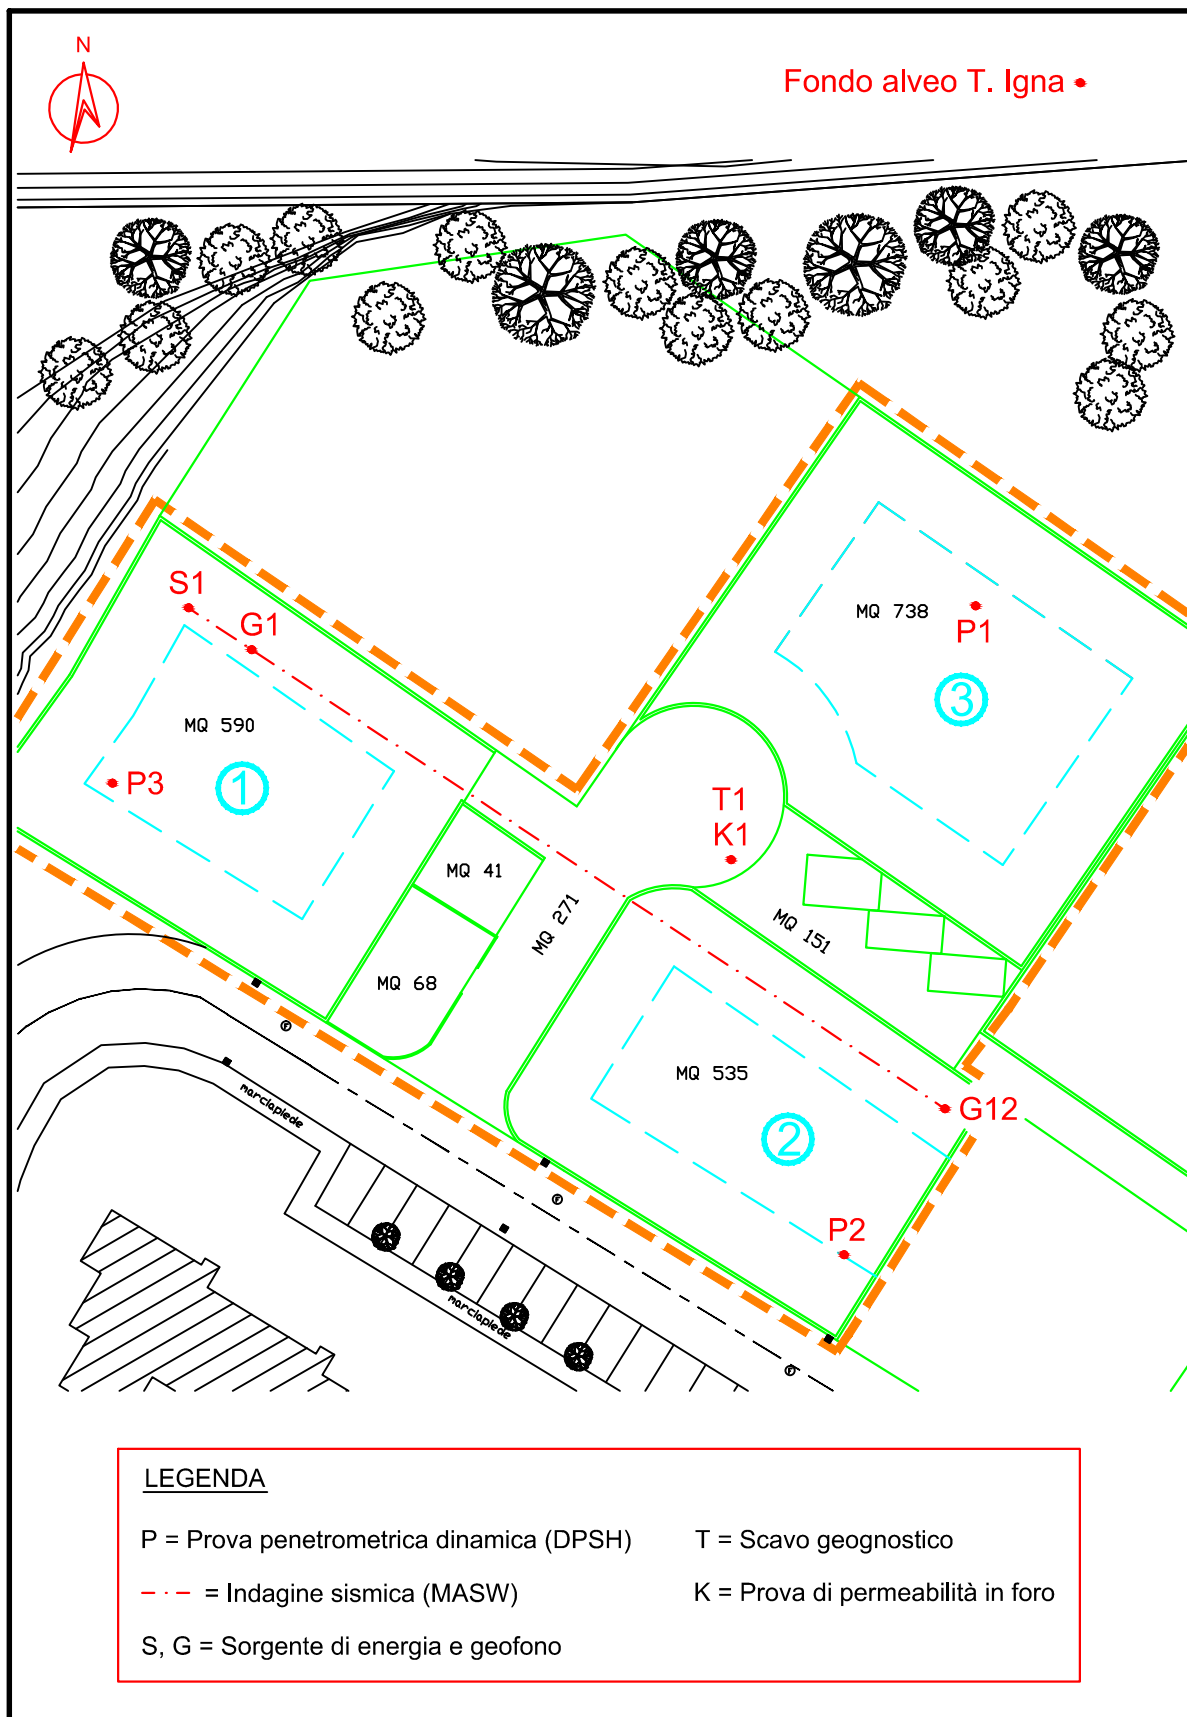 N
Fondo alveo T. Igna
S1
G1
MQ 738
P1
3
MQ 590
P3
1
T1
K1
MQ 41
MQ 271
MQ 151
MQ 68
MQ 535
G12
2
marciapiede
P2
marciapiede
LEGENDA
P = Prova penetrometrica dinamica (DPSH)
T = Scavo geognostico
= Indagine sismica (MASW)
K = Prova di permeabilità in foro
S, G = Sorgente di energia e geofono